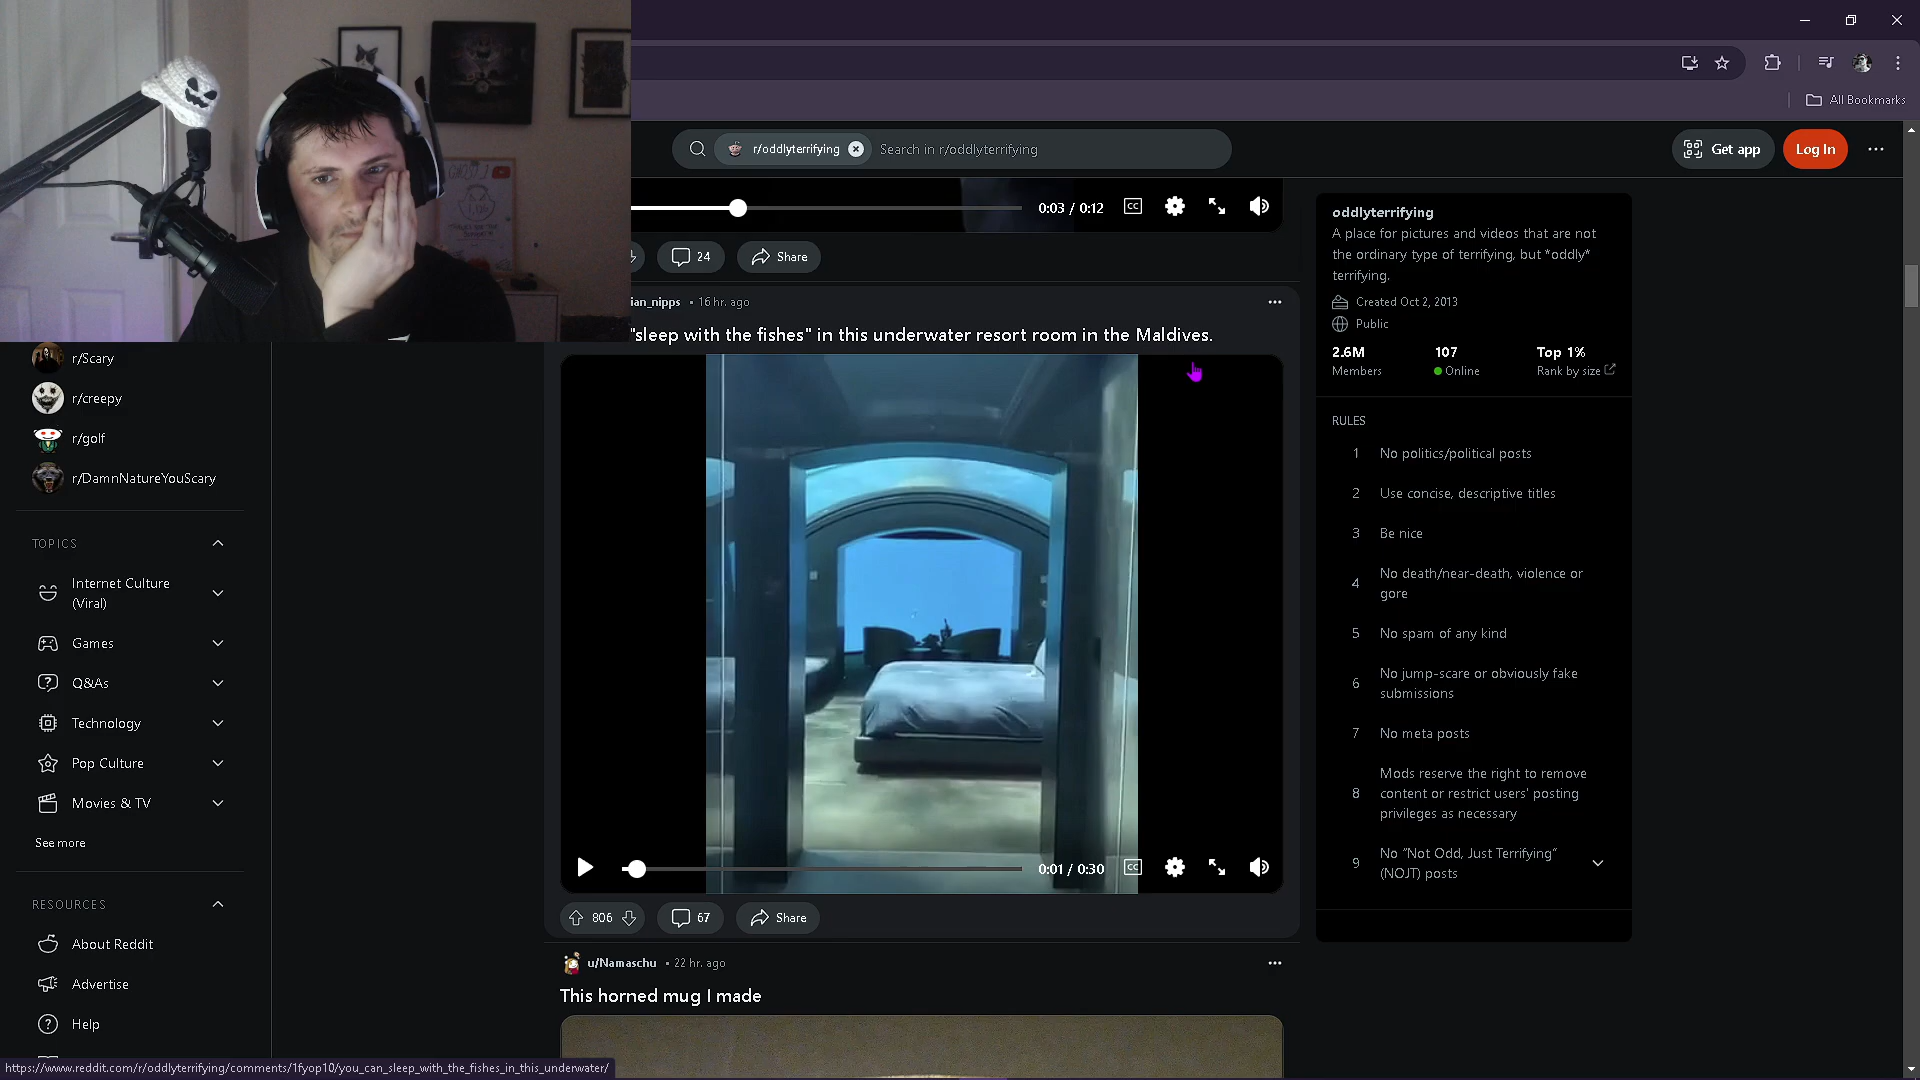 All Bookmarks
r/oddlyterrifying
Search in r/oddlyterrifying
Get app
Log In
0:03 / 0:12
24
Share
ian_nipps • 16 hr. ago
"sleep with the fishes" in this underwater resort room in the Maldives.
0:01 / 0:30
806
67
Share
u/Namaschu • 22 hr. ago
This horned mug I made
r/Scary
r/creepy
r/golf
r/DamnNatureYouScary
TOPICS
Internet Culture
(Viral)
Games
Q&As
Technology
Pop Culture
Movies & TV
See more
RESOURCES
About Reddit
Advertise
Help
oddlyterrifying
A place for pictures and videos that are not
the ordinary type of terrifying, but *oddly*
terrifying.
Created Oct 2, 2013
Public
2.6M
Members
107
Online
Top 1%
Rank by size
RULES
1 No politics/political posts
2 Use concise, descriptive titles
3 Be nice
4 No death/near-death, violence or
gore
5 No spam of any kind
6 No jump-scare or obviously fake
submissions
7 No meta posts
8 Mods reserve the right to remove
content or restrict users' posting
privileges as necessary
9 No "Not Odd, Just Terrifying"
(NOJT) posts
https://www.reddit.com/r/oddlyterrifying/comments/1fyop10/you_can_sleep_with_the_fishes_in_this_underwater/